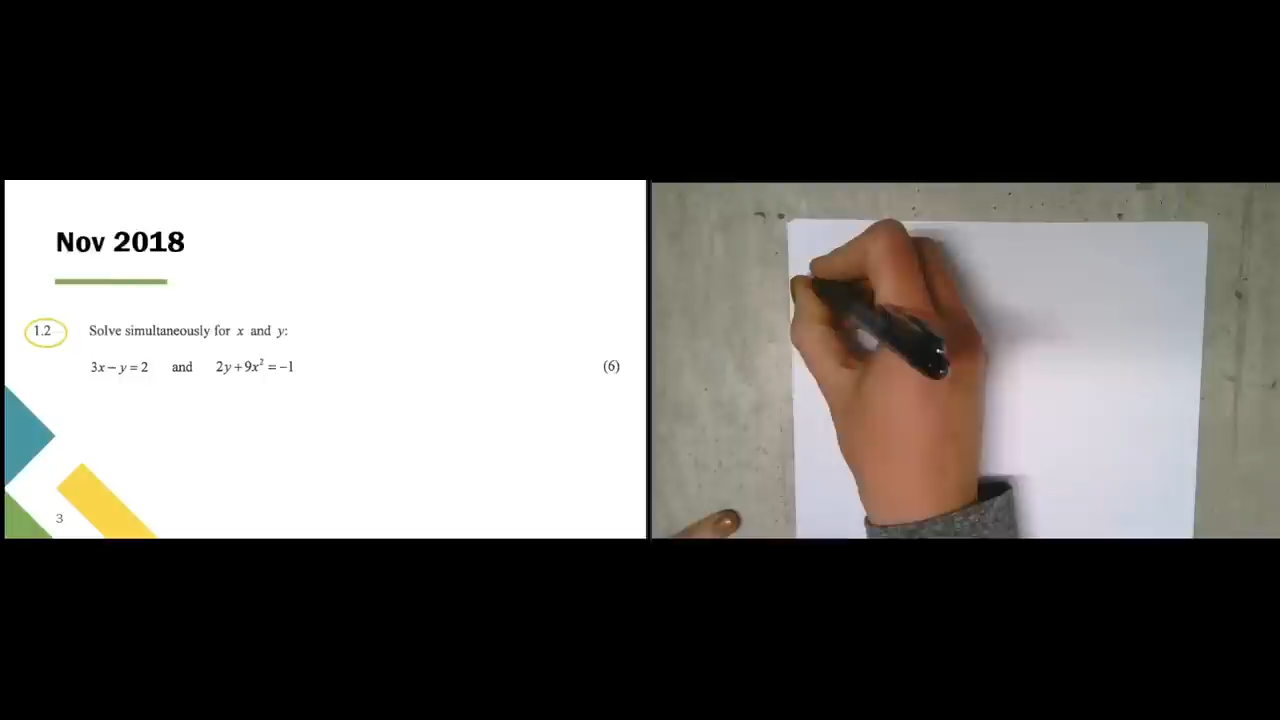 Nov 2018
1.2 Solve simultaneously for x and y:
3x − y = 2 and 2y + 9x² = −1 (6)
3